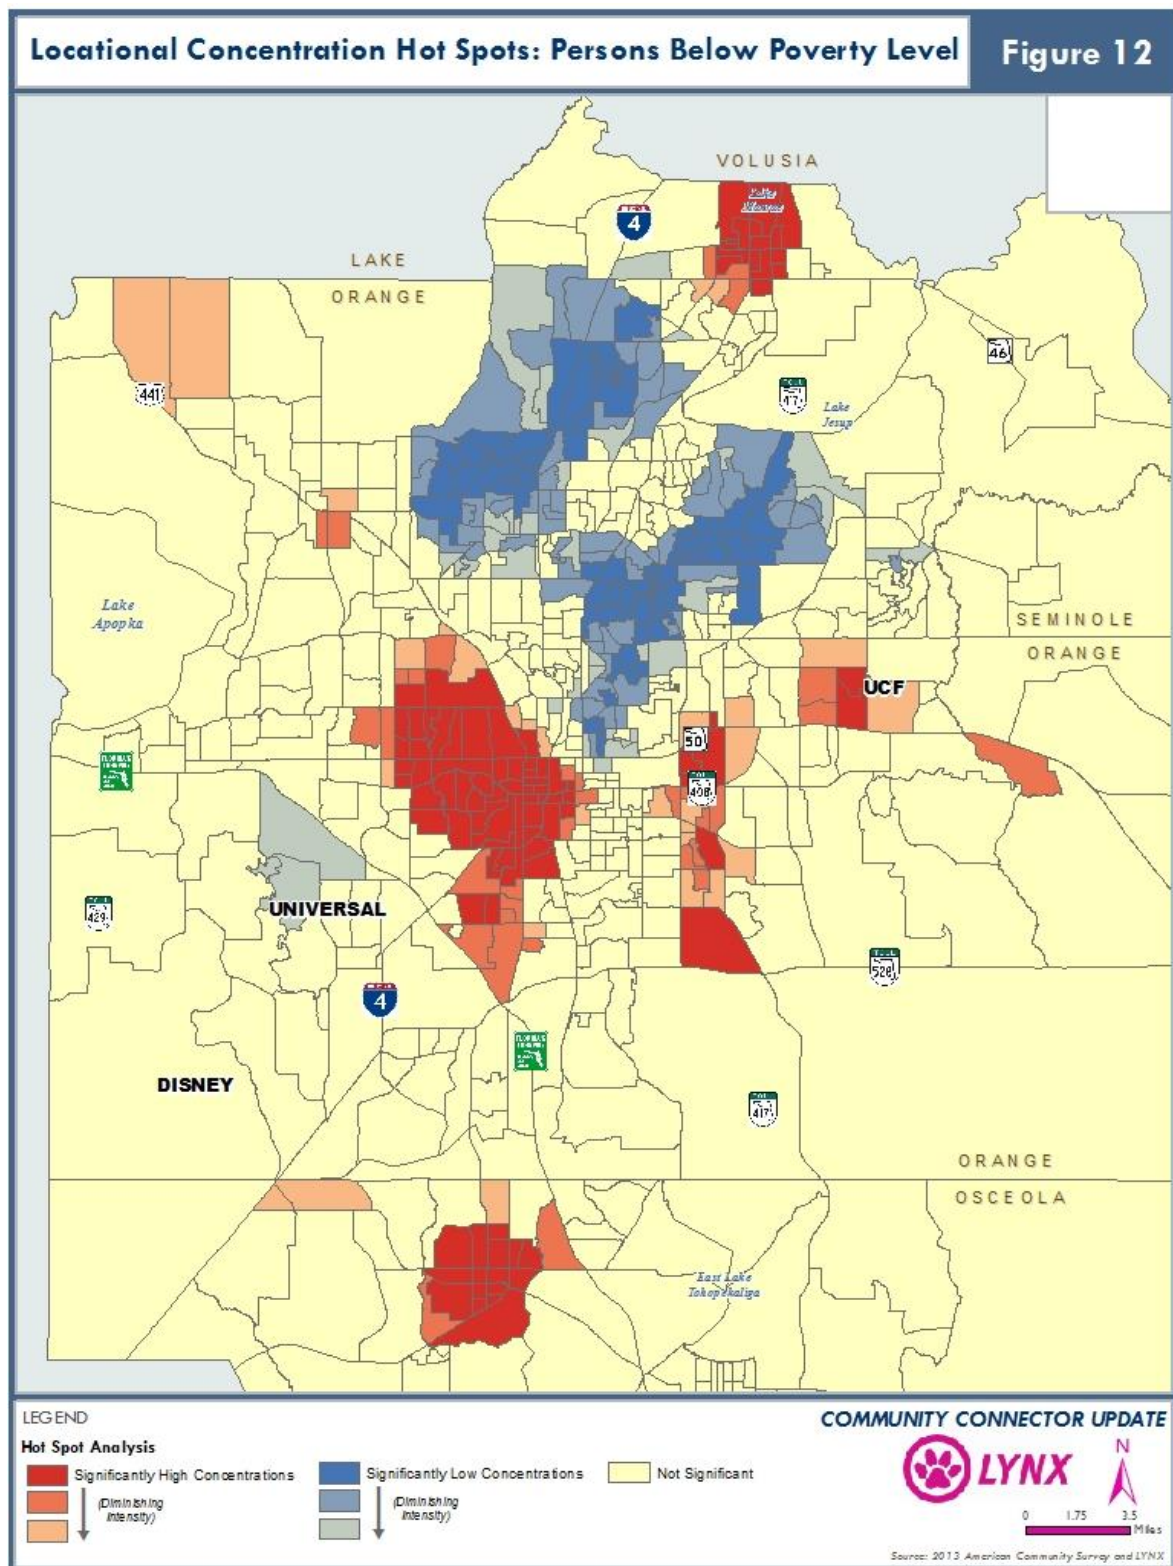 Locational Concentration Hot Spots: Persons Below Poverty Level
Figure 12
VOLUSIA
Lake
4
LAKE
ORANGE
441
46
417
Lake
Jesup
Lake
Apopka
SEMINOLE
ORANGE
UCF
50
408
429
UNIVERSAL
528
4
DISNEY
417
ORANGE
OSCEOLA
East Lake
Tohopekaliga
LEGEND
Hot Spot Analysis
Significantly High Concentrations
(Diminishing
Intensity)
Significantly Low Concentrations
(Diminishing
Intensity)
Not Significant
COMMUNITY CONNECTOR UPDATE
LYNX
N
0 1.75 3.5
Miles
Source: 2013 American Community Survey and LYNX